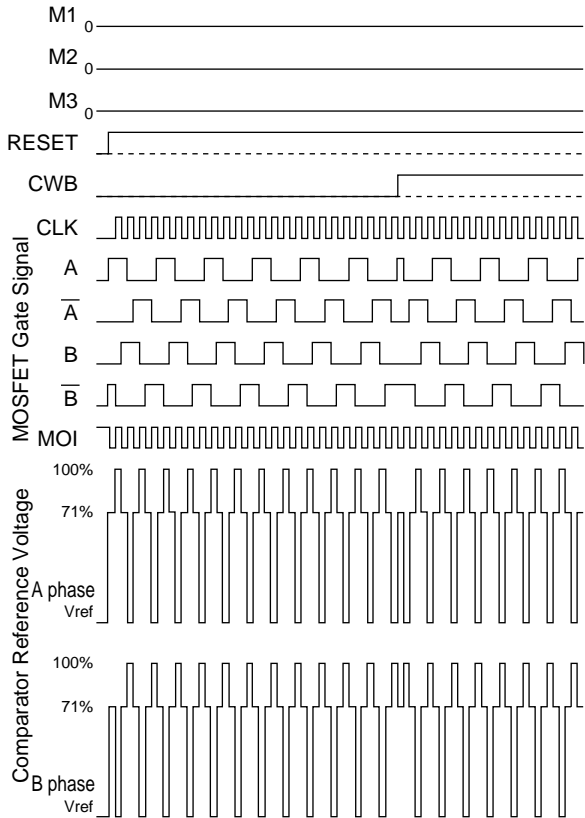 M1 0
M2 0
M3 0
RESET
CWB
CLK
MOSFET Gate Signal
A
A̅
B
B̅
MOI
Comparator Reference Voltage
100%
71%
A phase
Vref
100%
71%
B phase
Vref